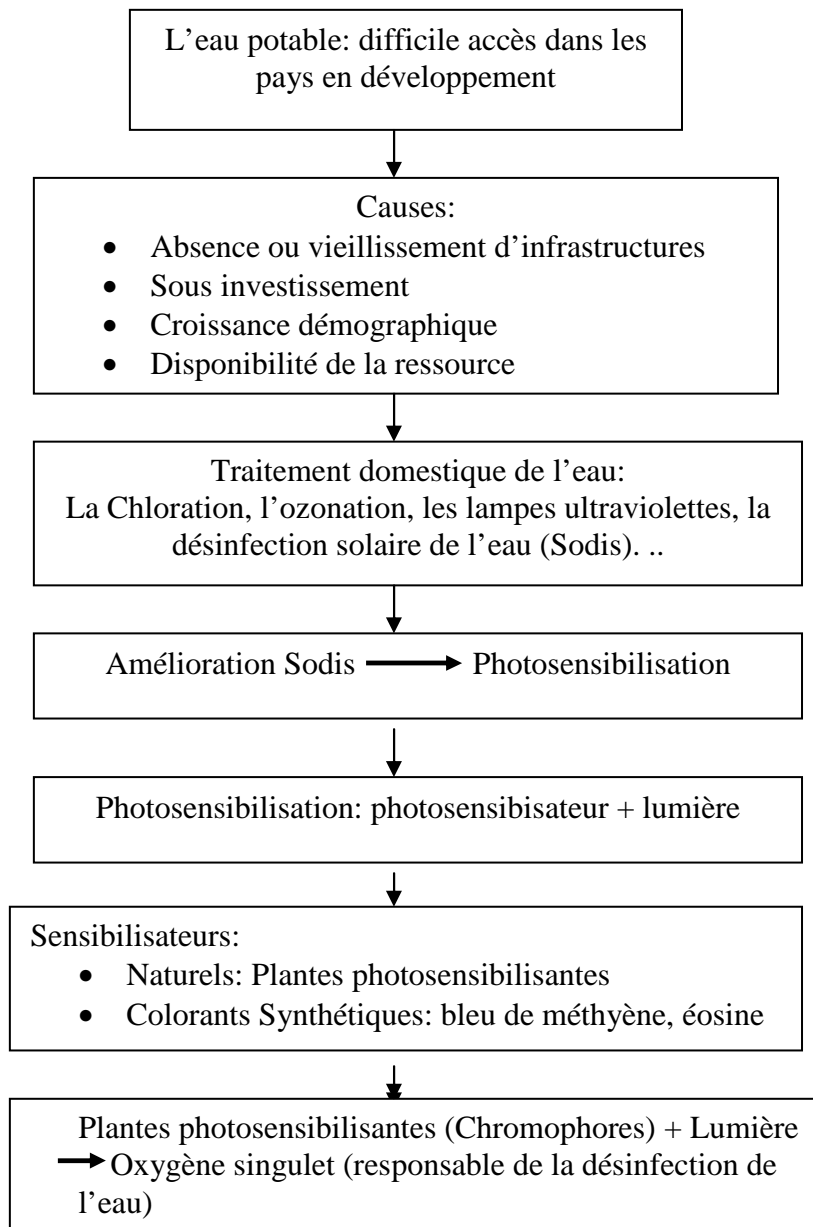 L’eau potable: difficile accès dans les
pays en développement
Causes:
• Absence ou vieillissement d’infrastructures
• Sous investissement
• Croissance démographique
• Disponibilité de la ressource
Traitement domestique de l’eau:
La Chloration, l’ozonation, les lampes ultraviolettes, la
désinfection solaire de l’eau (Sodis). ..
Amélioration Sodis → Photosensibilisation
Photosensibilisation: photosensibisateur + lumière
Sensibilisateurs:
• Naturels: Plantes photosensibilisantes
• Colorants Synthétiques: bleu de méthyène, éosine
Plantes photosensibilisantes (Chromophores) + Lumière
→ Oxygène singulet (responsable de la désinfection de
l’eau)